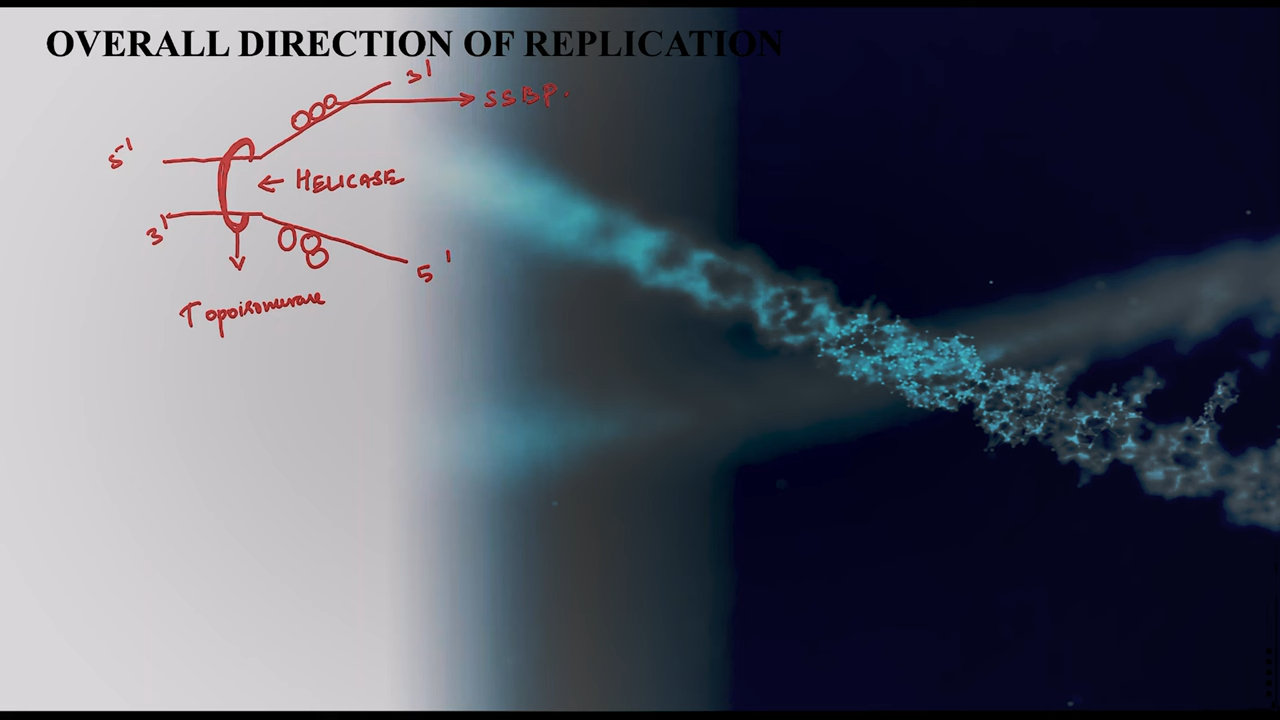 OVERALL DIRECTION OF REPLICATION
3'
SSBP.
5'
← HELICASE
3'
5'
Topoisomerase